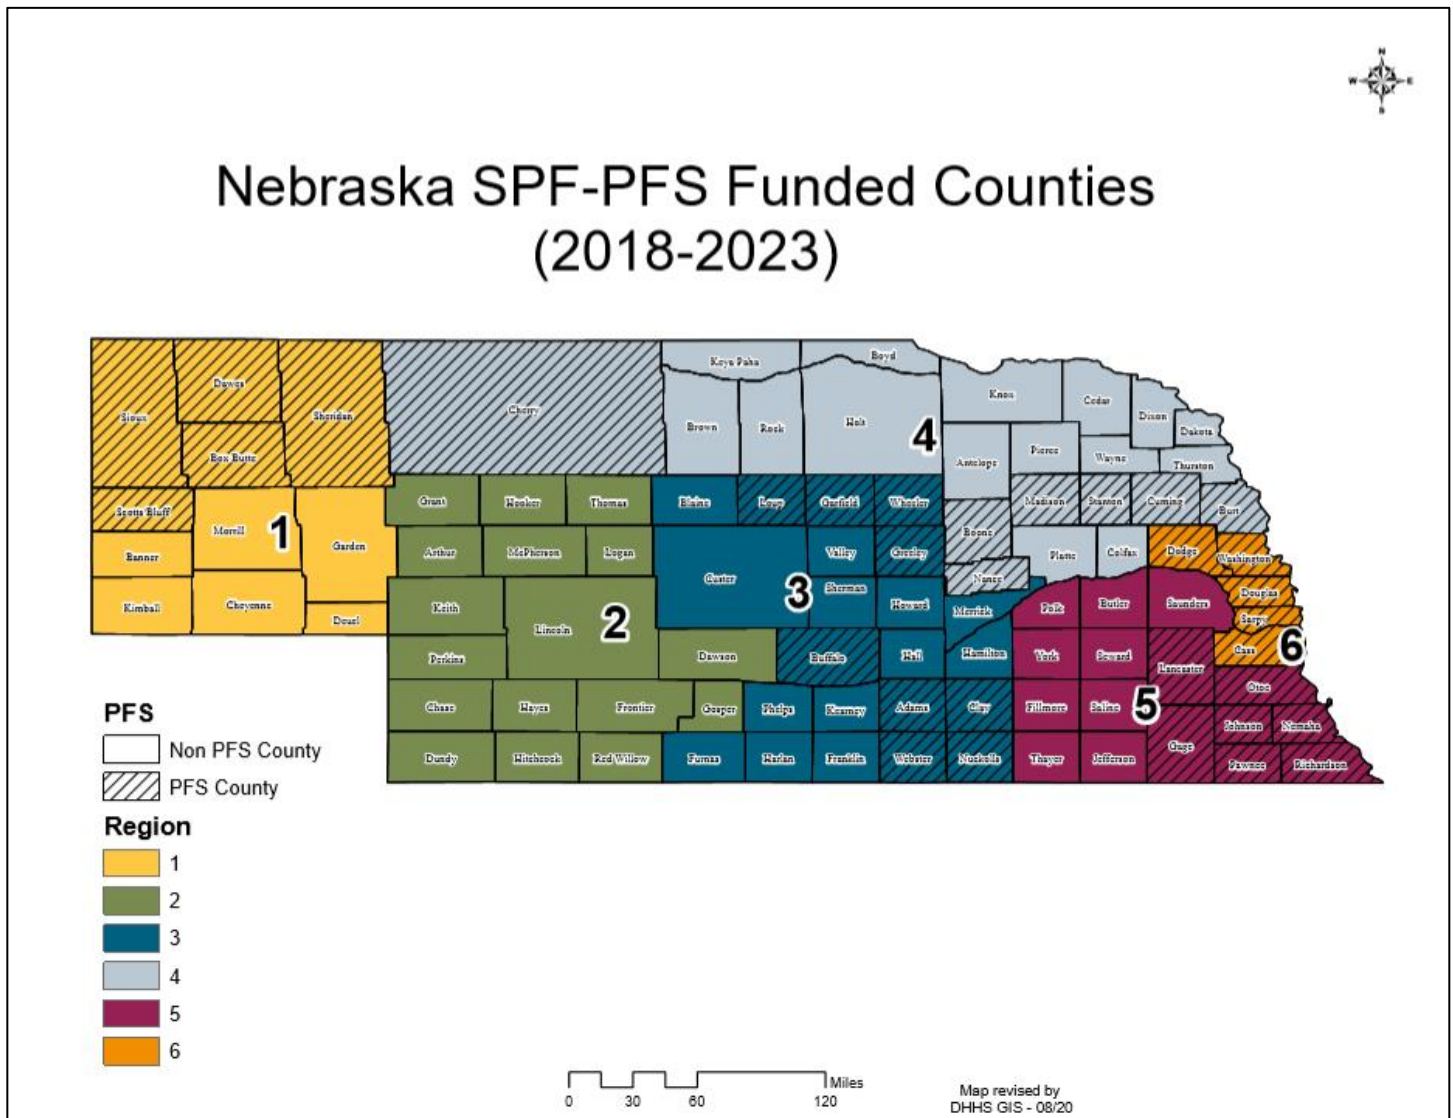 N
W E
S
Nebraska SPF-PFS Funded Counties
(2018-2023)
Keya Paha
Boyd
Dawes
Sioux
Sheridan
Cherry
Knox
Cedar
Dixon
Brown
Rock
Holt
4
Dakota
Box Butte
Pierce
Wayne
Antelope
Thurston
Grant
Hooker
Thomas
Blaine
Loup
Garfield
Wheeler
Madison
Stanton
Cuming
Burt
Scotts Bluff
Morrill
1
Boone
Garden
Banner
Arthur
McPherson
Logan
Valley
Greeley
Platte
Colfax
Dodge
Washington
Custer
3
Sherman
Nance
Kimball
Cheyenne
Deuel
Keith
Lincoln
2
Howard
Merrick
Polk
Butler
Saunders
Douglas
Sarpy
Perkins
Dawson
Buffalo
Hall
Hamilton
York
Seward
Lancaster
Cass
6
Otoe
Chase
Hayes
Frontier
Gosper
Phelps
Kearney
Adams
Clay
Fillmore
Saline
5
Johnson
Nemaha
Gage
Dundy
Hitchcock
Red Willow
Furnas
Harlan
Franklin
Webster
Nuckolls
Thayer
Jefferson
Pawnee
Richardson
PFS
Non PFS County
PFS County
Region
1
2
3
4
5
6
Miles
0 30 60 120
Map revised by
DHHS GIS - 08/20